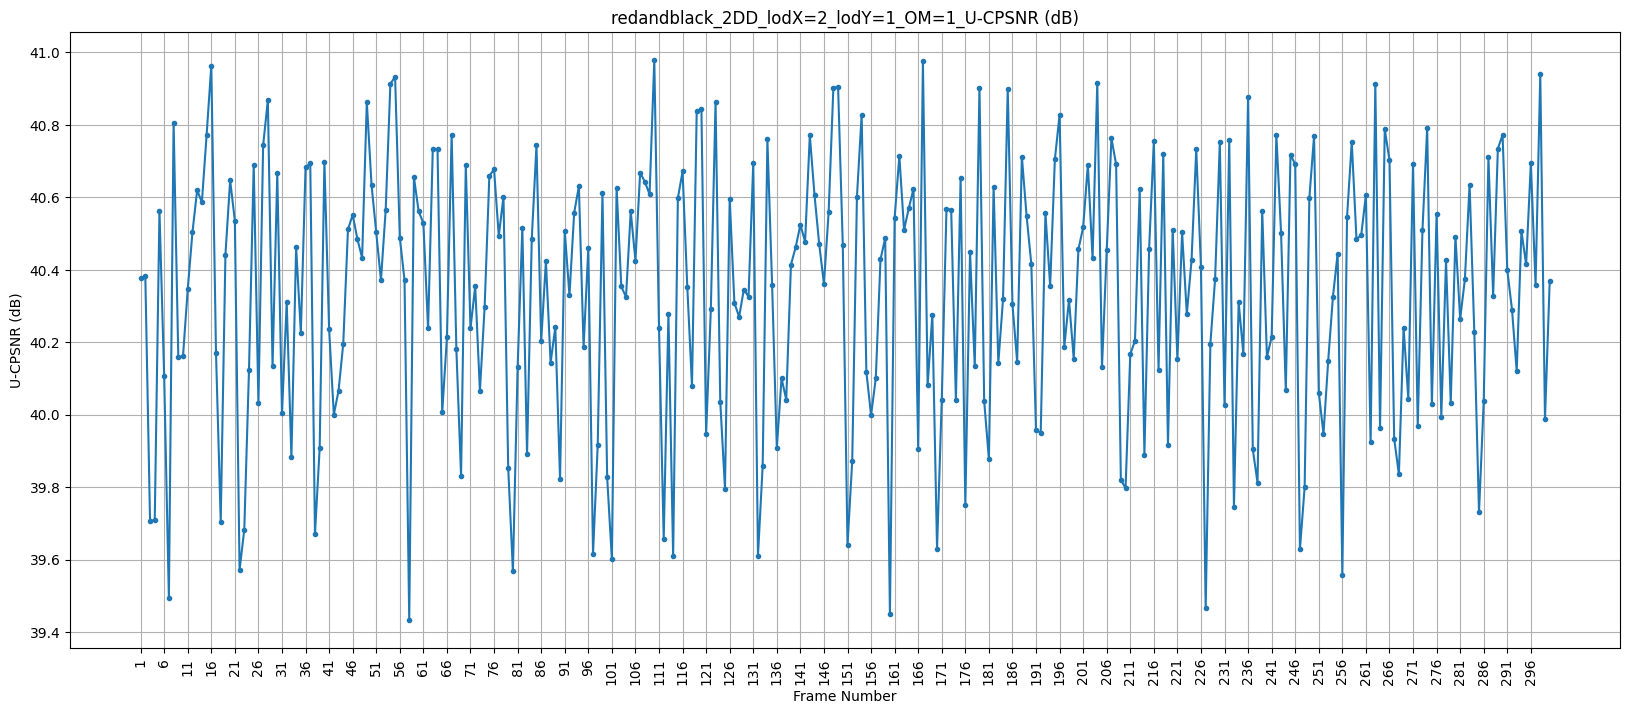 redandblack_2DD_lodX=2_lodY=1_OM=1_U-CPSNR (dB)
U-CPSNR (dB)
41.0
40.8
40.6
40.4
40.2
40.0
39.8
39.6
39.4
1 6 11 16 21 26 31 36 41 46 51 56 61 66 71 76 81 86 91 96 101 106 111 116 121 126 131 136 141 146 151 156 161 166 171 176 181 186 191 196 201 206 211 216 221 226 231 236 241 246 251 256 261 266 271 276 281 286 291 296
Frame Number